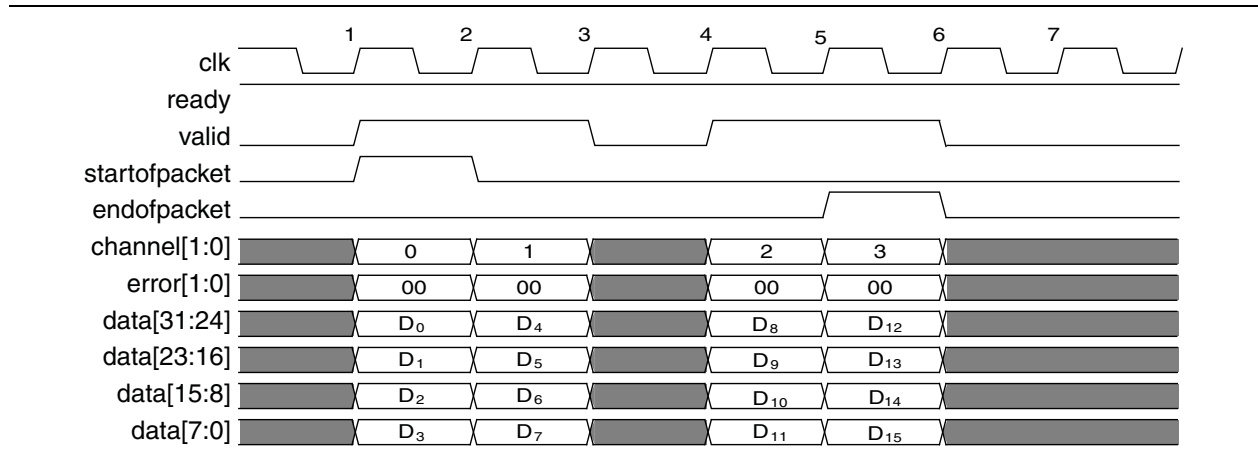 1 2 3 4 5 6 7
clk
ready
valid
startofpacket
endofpacket
channel[1:0] 0 1 2 3
error[1:0] 00 00 00 00
data[31:24] D₀ D₄ D₈ D₁₂
data[23:16] D₁ D₅ D₉ D₁₃
data[15:8] D₂ D₆ D₁₀ D₁₄
data[7:0] D₃ D₇ D₁₁ D₁₅